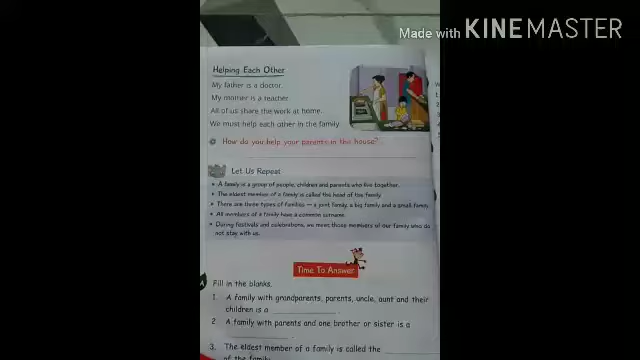 Made with KINEMASTER
Helping Each Other
My father is a doctor.
My mother is a teacher.
All of us share the work at home.
We must help each other in the family.
How do you help your parents in the house?
Let Us Repeat
A family is a group of people, children and parents who live together.
The eldest member of a family is called the head of the family.
There are three types of families — a joint family, a big family and a small family.
All members of a family have a common surname.
During festivals and celebrations, we meet those members of our family who do
not stay with us.
Time To Answer
A
Fill in the blanks.
1. A family with grandparents, parents, uncle, aunt and their
children is a ____________.
2. A family with parents and one brother or sister is a
____________.
3. The eldest member of a family is called the ________
of the family.